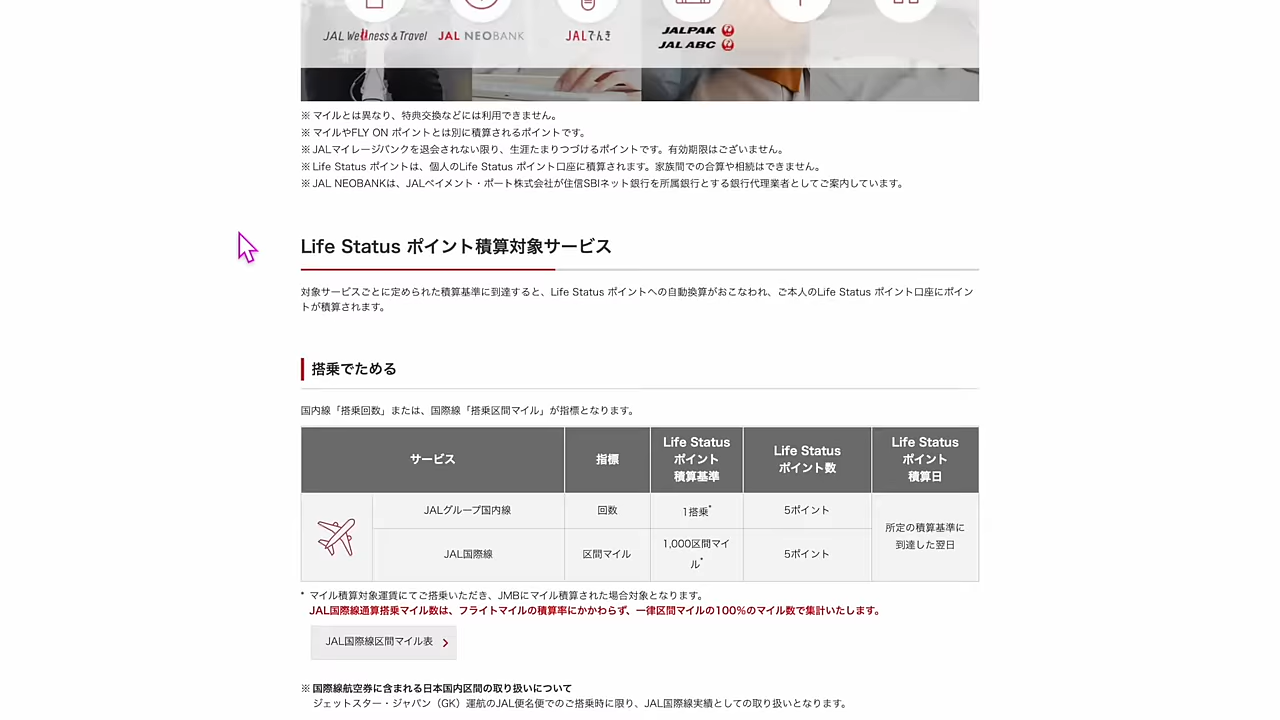 JAL Wellness & Travel JAL NEOBANK JALでんき JALPAK
JAL ABC
※ マイルとは異なり、特典交換などには利用できません。
※ マイルやFLY ON ポイントとは別に積算されるポイントです。
※ JALマイレージバンクを退会されない限り、生涯たまりつづけるポイントです。有効期限はございません。
※ Life Status ポイントは、個人のLife Status ポイント口座に積算されます。家族間での合算や相続はできません。
※ JAL NEOBANKは、JALペイメント・ポート株式会社が住信SBIネット銀行を所属銀行とする銀行代理業者としてご案内しています。
Life Status ポイント積算対象サービス
対象サービスごとに定められた積算基準に到達すると、Life Status ポイントへの自動換算がおこなわれ、ご本人のLife Status ポイント口座にポイン
トが積算されます。
搭乗でためる
国内線「搭乗回数」または、国際線「搭乗区間マイル」が指標となります。
サービス
指標
Life Status
ポイント
積算基準
Life Status
ポイント数
Life Status
ポイント
積算日
JALグループ国内線
回数
1搭乗*
5ポイント
所定の積算基準に
到達した翌日
JAL国際線
区間マイル
1,000区間マイ
ル*
5ポイント
* マイル積算対象運賃にてご搭乗いただき、JMBにマイル積算された場合対象となります。
JAL国際線通算搭乗マイル数は、フライトマイルの積算率にかかわらず、一律区間マイルの100%のマイル数で集計いたします。
JAL国際線区間マイル表
※ 国際線航空券に含まれる日本国内区間の取り扱いについて
ジェットスター・ジャパン（GK）運航のJAL便名便でのご搭乗時に限り、JAL国際線実績としての取り扱いとなります。